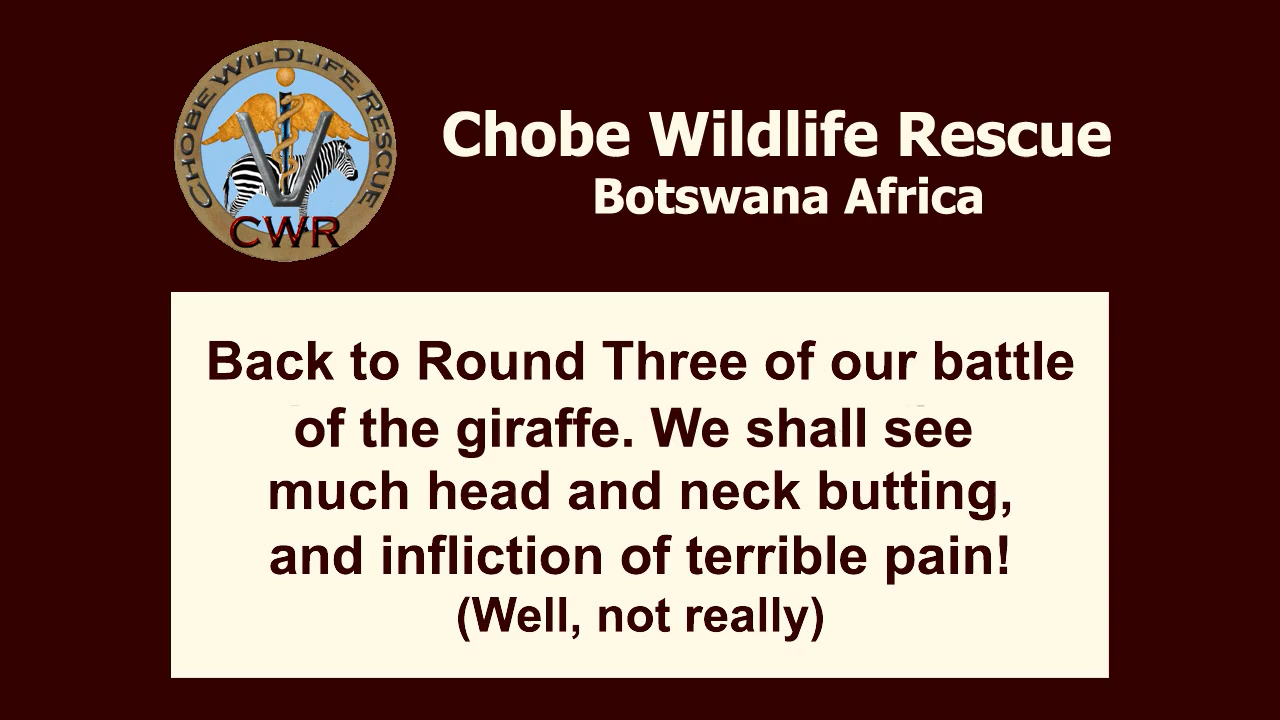 CHOBE WILDLIFE RESCUE
V
CWR
Chobe Wildlife Rescue
Botswana Africa
Back to Round Three of our battle
of the giraffe. We shall see
much head and neck butting,
and infliction of terrible pain!
(Well, not really)